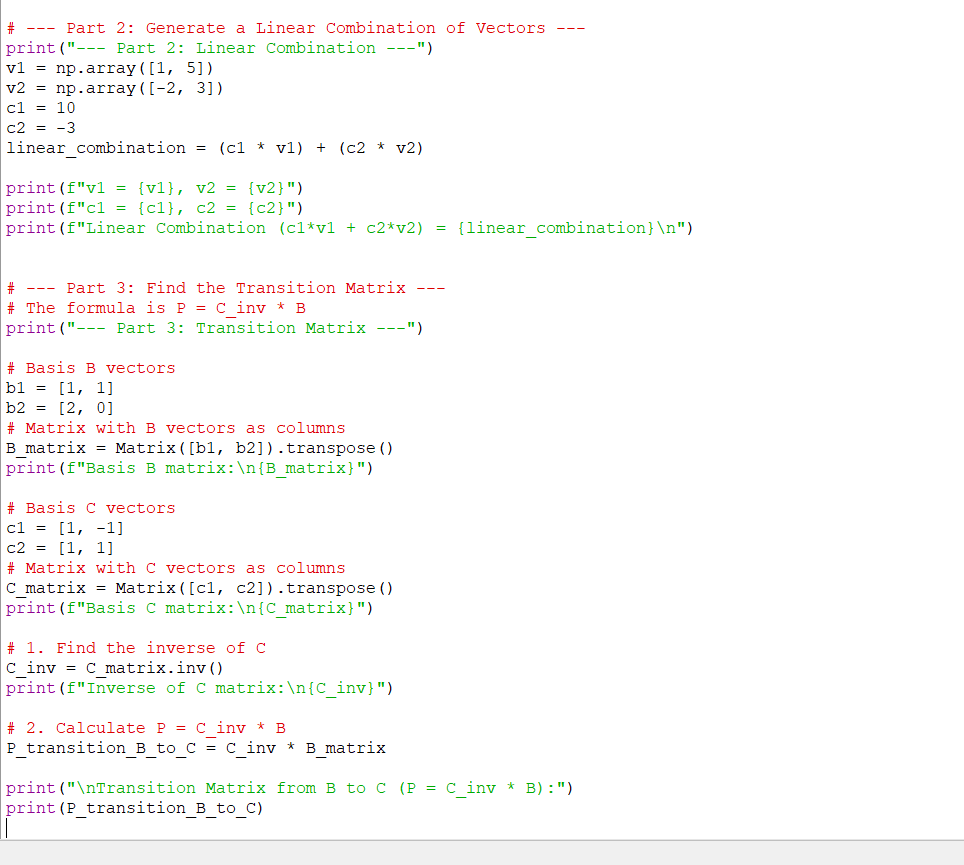 # --- Part 2: Generate a Linear Combination of Vectors ---
print("--- Part 2: Linear Combination ---")
v1 = np.array([1, 5])
v2 = np.array([-2, 3])
c1 = 10
c2 = -3
linear_combination = (c1 * v1) + (c2 * v2)
print(f"v1 = {v1}, v2 = {v2}")
print(f"c1 = {c1}, c2 = {c2}")
print(f"Linear Combination (c1*v1 + c2*v2) = {linear_combination}\n")
# --- Part 3: Find the Transition Matrix ---
# The formula is P = C_inv * B
print("--- Part 3: Transition Matrix ---")
# Basis B vectors
b1 = [1, 1]
b2 = [2, 0]
# Matrix with B vectors as columns
B_matrix = Matrix([b1, b2]).transpose()
print(f"Basis B matrix:\n{B_matrix}")
# Basis C vectors
c1 = [1, -1]
c2 = [1, 1]
# Matrix with C vectors as columns
C_matrix = Matrix([c1, c2]).transpose()
print(f"Basis C matrix:\n{C_matrix}")
# 1. Find the inverse of C
C_inv = C_matrix.inv()
print(f"Inverse of C matrix:\n{C_inv}")
# 2. Calculate P = C_inv * B
P_transition_B_to_C = C_inv * B_matrix
print("\nTransition Matrix from B to C (P = C_inv * B):")
print(P_transition_B_to_C)